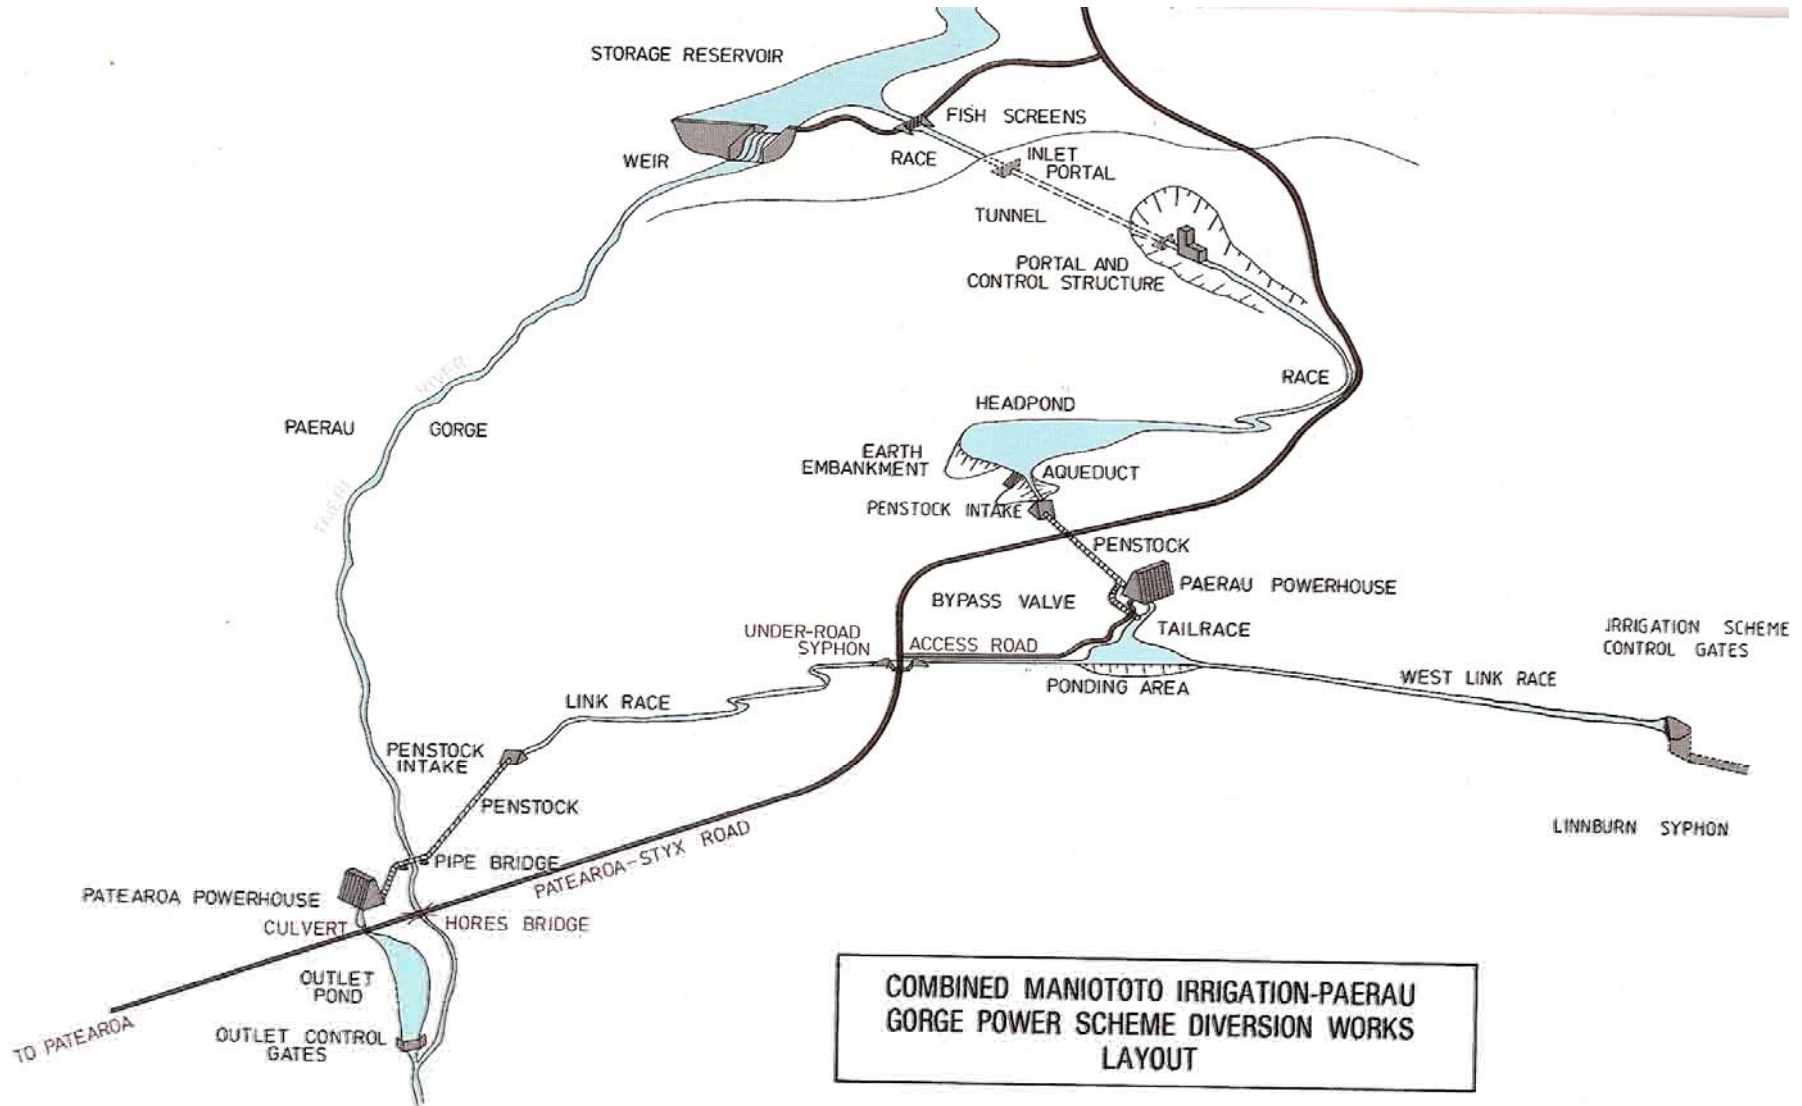 STORAGE RESERVOIR
FISH SCREENS
WEIR
RACE
INLET
PORTAL
TUNNEL
PORTAL AND
CONTROL STRUCTURE
RACE
RIVER
HEADPOND
PAERAU
GORGE
EARTH
EMBANKMENT
AQUEDUCT
TAIERI
PENSTOCK INTAKE
PENSTOCK
PAERAU POWERHOUSE
BYPASS VALVE
UNDER-ROAD
SYPHON
ACCESS ROAD
TAILRACE
IRRIGATION SCHEME
CONTROL GATES
PONDING AREA
WEST LINK RACE
LINK RACE
PENSTOCK
INTAKE
PENSTOCK
LINNBURN SYPHON
PIPE BRIDGE
PATEAROA-STYX ROAD
PATEAROA POWERHOUSE
CULVERT
HORES BRIDGE
OUTLET
POND
TO PATEAROA
OUTLET CONTROL
GATES
COMBINED MANIOTOTO IRRIGATION-PAERAU
GORGE POWER SCHEME DIVERSION WORKS
LAYOUT